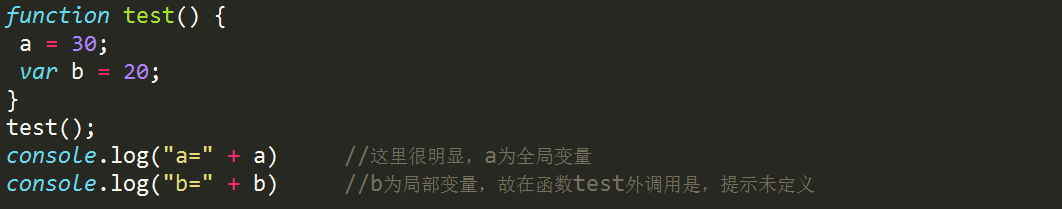 function test() {
 a = 30;
 var b = 20;
}
test();
console.log("a=" + a)     //这里很明显，a为全局变量
console.log("b=" + b)     //b为局部变量，故在函数test外调用是，提示未定义